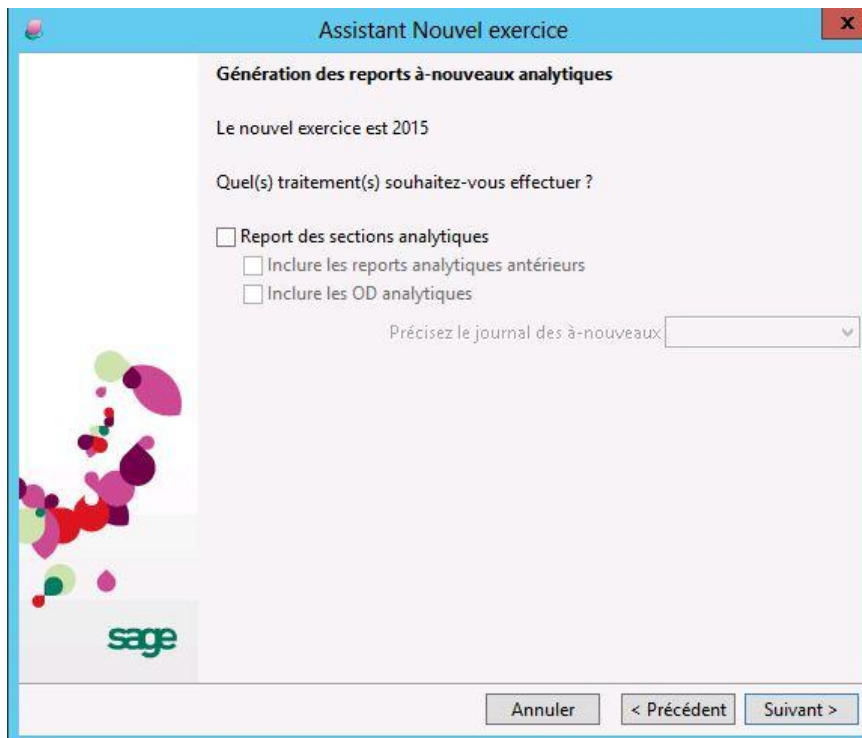 Assistant Nouvel exercice
x
Génération des reports à-nouveaux analytiques
Le nouvel exercice est 2015
Quel(s) traitement(s) souhaitez-vous effectuer ?
Report des sections analytiques
Inclure les reports analytiques antérieurs
Inclure les OD analytiques
Précisez le journal des à-nouveaux
sage
Annuler < Précédent Suivant >